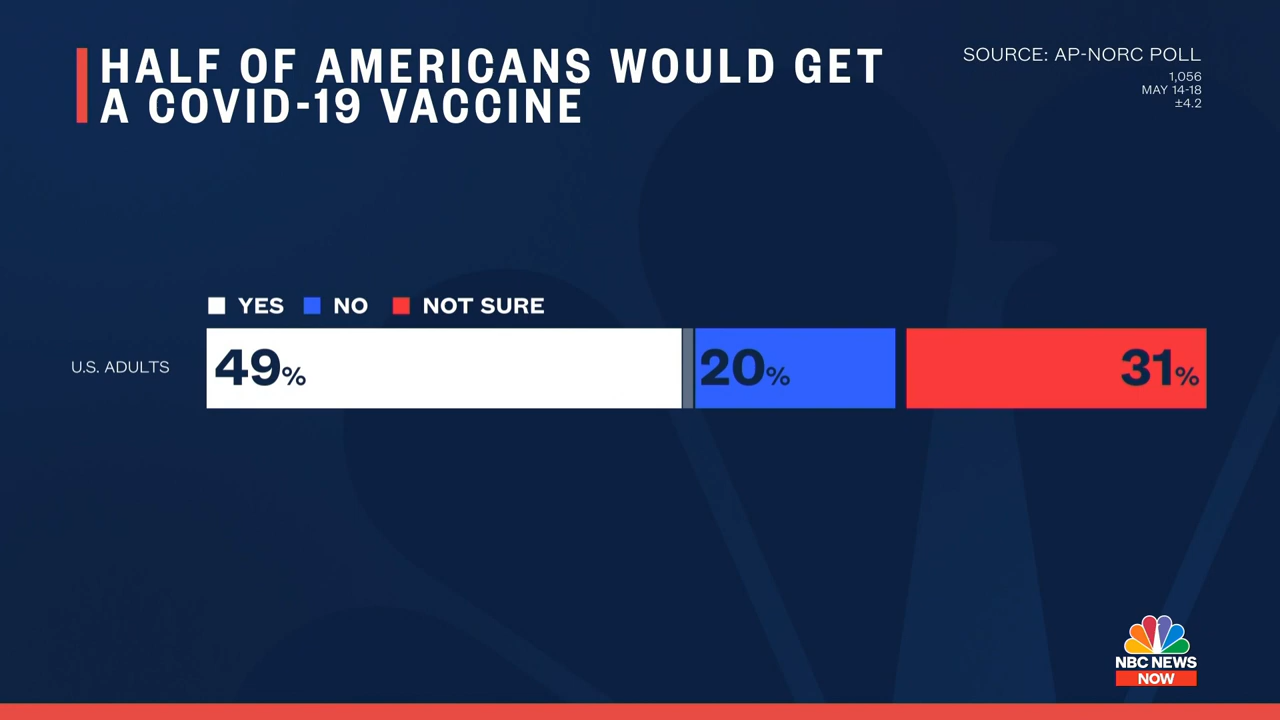 HALF OF AMERICANS WOULD GET
A COVID-19 VACCINE
SOURCE: AP-NORC POLL
1,056
MAY 14-18
±4.2
YES NO NOT SURE
U.S. ADULTS 49% 20% 31%
NBC NEWS
NOW